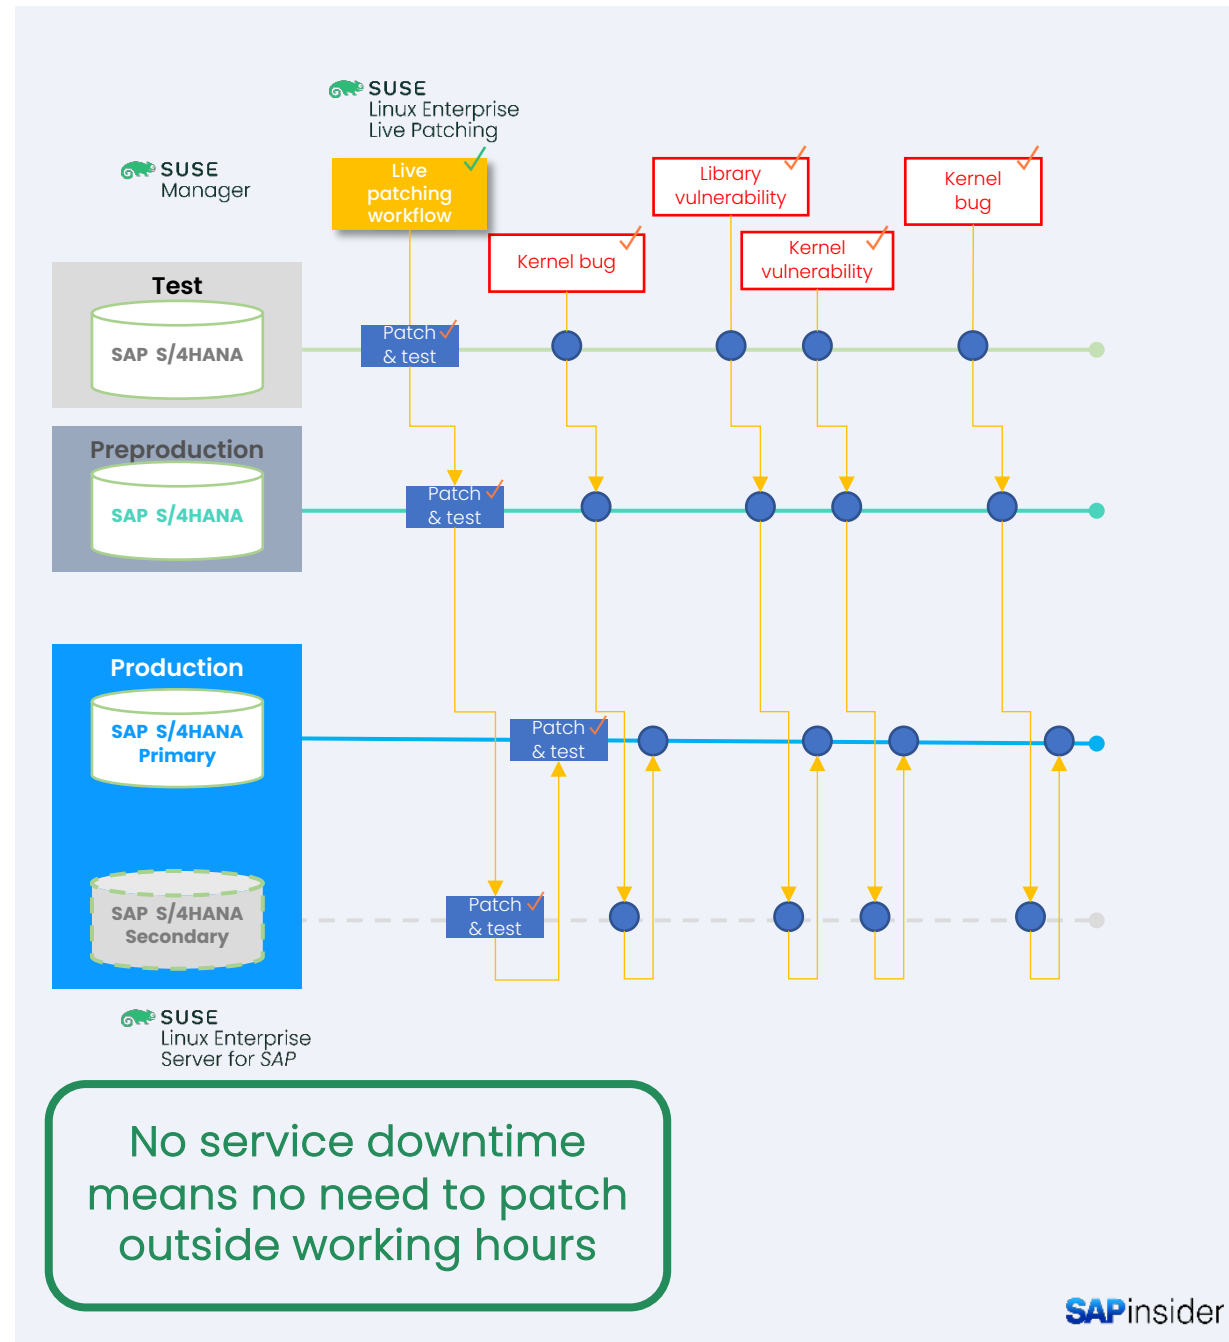 SUSE
Linux Enterprise
Live Patching
SUSE
Manager
Live
patching
workflow
Library
vulnerability
Kernel
bug
Kernel bug
Kernel
vulnerability
Test
SAP S/4HANA
Patch
& test
Preproduction
SAP S/4HANA
Patch
& test
Production
SAP S/4HANA
Primary
Patch
& test
SAP S/4HANA
Secondary
Patch
& test
SUSE
Linux Enterprise
Server for SAP
No service downtime
means no need to patch
outside working hours
SAPinsider